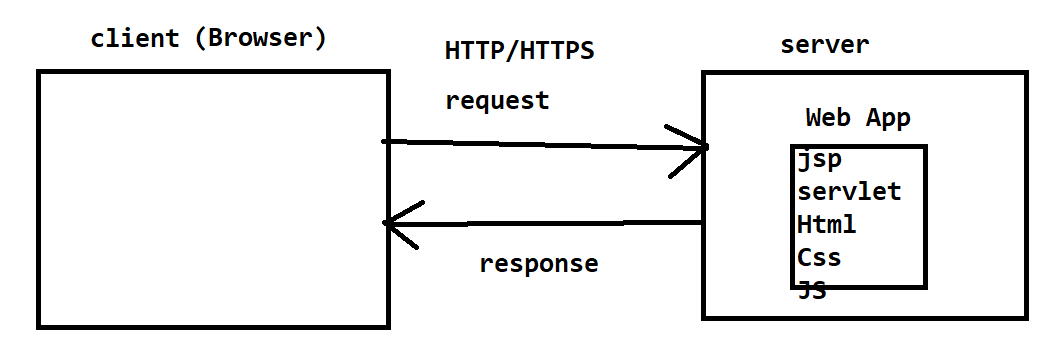 client (Browser)
HTTP/HTTPS
request
response
server
Web App
jsp
servlet
Html
Css
JS